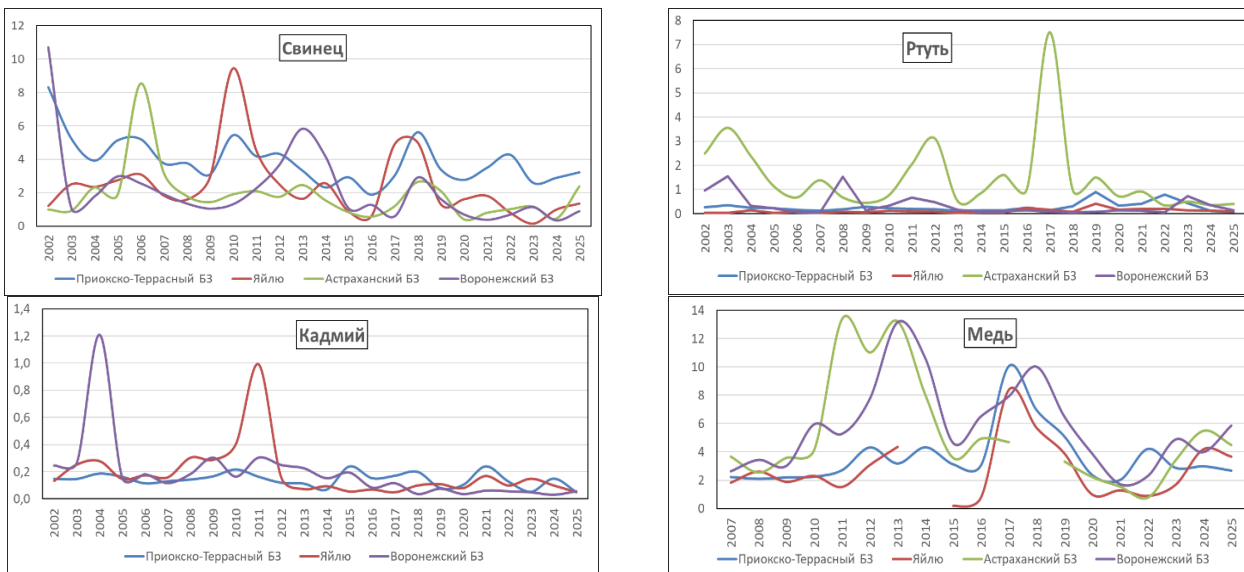 Свинец
12
10
8
6
4
2
0
2002 2003 2004 2005 2006 2007 2008 2009 2010 2011 2012 2013 2014 2015 2016 2017 2018 2019 2020 2021 2022 2023 2024 2025
Приокско-Террасный БЗ Яйлю Астраханский БЗ Воронежский БЗ
Ртуть
8
7
6
5
4
3
2
1
0
2002 2003 2004 2005 2006 2007 2008 2009 2010 2011 2012 2013 2014 2015 2016 2017 2018 2019 2020 2021 2022 2023 2024 2025
Приокско-Террасный БЗ Яйлю Астраханский БЗ Воронежский БЗ
Кадмий
1,4
1,2
1,0
0,8
0,6
0,4
0,2
0,0
2002 2003 2004 2005 2006 2007 2008 2009 2010 2011 2012 2013 2014 2015 2016 2017 2018 2019 2020 2021 2022 2023 2024 2025
Приокско-Террасный БЗ Яйлю Воронежский БЗ
Медь
14
12
10
8
6
4
2
0
2007 2008 2009 2010 2011 2012 2013 2014 2015 2016 2017 2018 2019 2020 2021 2022 2023 2024 2025
Приокско-Террасный БЗ Яйлю Астраханский БЗ Воронежский БЗ